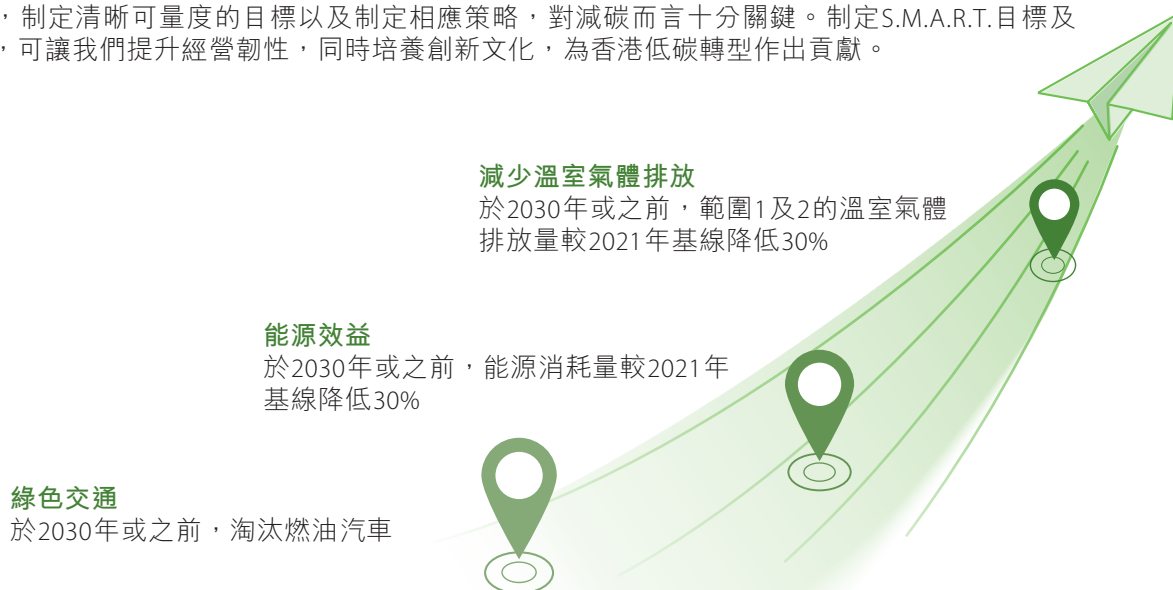 ，制定清晰可量度的目標以及制定相應策略，對減碳而言十分關鍵。制定S.M.A.R.T.目標及
，可讓我們提升經營韌性，同時培養創新文化，為香港低碳轉型作出貢獻。
減少溫室氣體排放
於2030年或之前，範圍1及2的溫室氣體
排放量較2021年基線降低30%
能源效益
於2030年或之前，能源消耗量較2021年
基線降低30%
綠色交通
於2030年或之前，淘汰燃油汽車